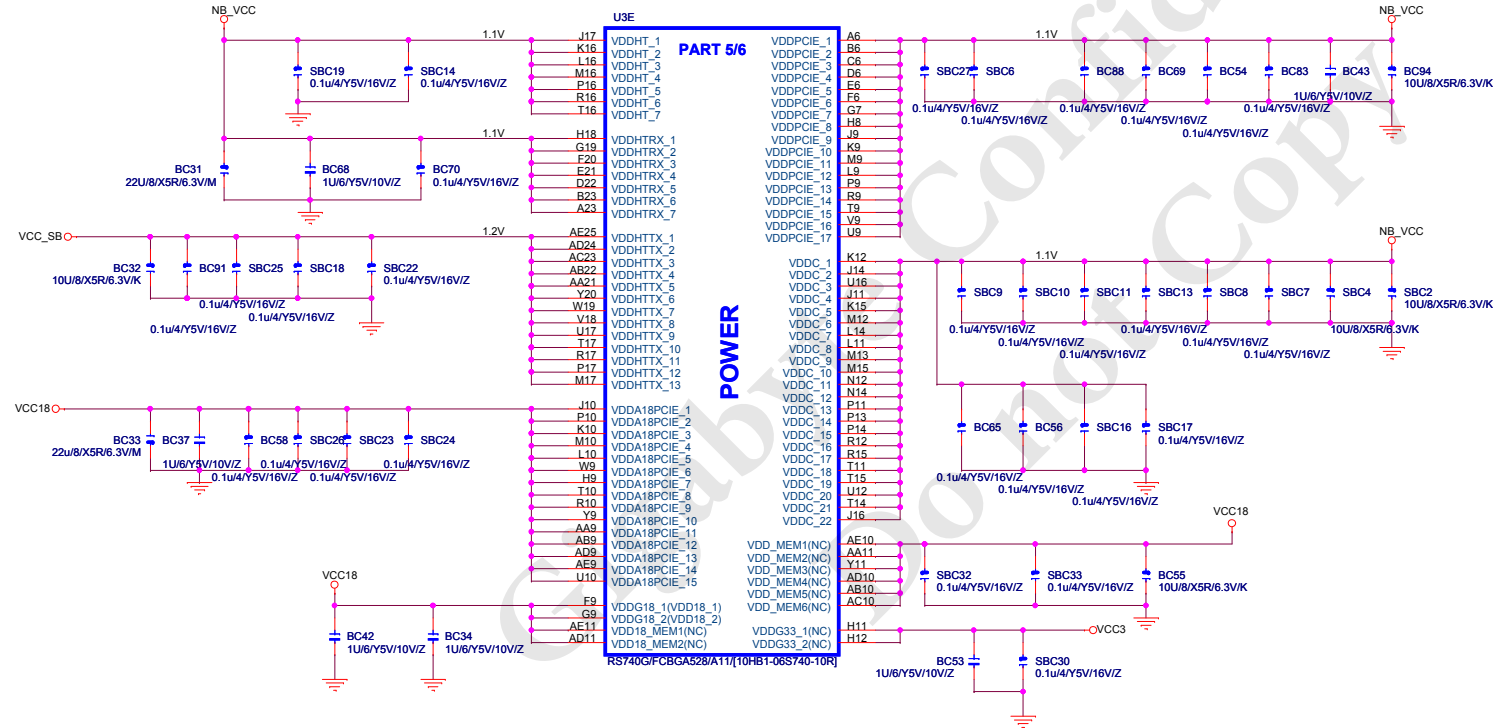 NB_VCC
U3E
NB_VCC
PART 5/6
POWER
1.1V
J17 VDDHT_1
K16 VDDHT_2
L16 VDDHT_3
M16 VDDHT_4
P16 VDDHT_5
R16 VDDHT_6
T16 VDDHT_7
SBC19
0.1u/4/Y5V/16V/Z
SBC14
0.1u/4/Y5V/16V/Z
1.1V
H18 VDDHTRX_1
G19 VDDHTRX_2
F20 VDDHTRX_3
E21 VDDHTRX_4
D22 VDDHTRX_5
B23 VDDHTRX_6
A23 VDDHTRX_7
BC31
22U/8/X5R/6.3V/M
BC68
1U/6/Y5V/10V/Z
BC70
0.1u/4/Y5V/16V/Z
VCC_SB
1.2V
AE25 VDDHTTX_1
AD24 VDDHTTX_2
AC23 VDDHTTX_3
AB22 VDDHTTX_4
AA21 VDDHTTX_5
Y20 VDDHTTX_6
W19 VDDHTTX_7
V18 VDDHTTX_8
U17 VDDHTTX_9
T17 VDDHTTX_10
R17 VDDHTTX_11
P17 VDDHTTX_12
M17 VDDHTTX_13
BC32
10U/8/X5R/6.3V/K
BC91
0.1u/4/Y5V/16V/Z
SBC25
0.1u/4/Y5V/16V/Z
SBC18
0.1u/4/Y5V/16V/Z
SBC22
0.1u/4/Y5V/16V/Z
VCC18
J10 VDDA18PCIE_1
P10 VDDA18PCIE_2
K10 VDDA18PCIE_3
M10 VDDA18PCIE_4
L10 VDDA18PCIE_5
W9 VDDA18PCIE_6
H9 VDDA18PCIE_7
T10 VDDA18PCIE_8
R10 VDDA18PCIE_9
Y9 VDDA18PCIE_10
AA9 VDDA18PCIE_11
AB9 VDDA18PCIE_12
AD9 VDDA18PCIE_13
AE9 VDDA18PCIE_14
U10 VDDA18PCIE_15
BC33
22u/8/X5R/6.3V/M
BC37
1U/6/Y5V/10V/Z
BC58
0.1u/4/Y5V/16V/Z
SBC26
0.1u/4/Y5V/16V/Z
SBC23
0.1u/4/Y5V/16V/Z
SBC24
0.1u/4/Y5V/16V/Z
VCC18
F9 VDDG18_1(VDD18_1)
G9 VDDG18_2(VDD18_2)
AE11 VDD18_MEM1(NC)
AD11 VDD18_MEM2(NC)
BC42
1U/6/Y5V/10V/Z
BC34
1U/6/Y5V/10V/Z
1.1V
VDDPCIE_1 A6
VDDPCIE_2 B6
VDDPCIE_3 C6
VDDPCIE_4 D6
VDDPCIE_5 E6
VDDPCIE_6 F6
VDDPCIE_7 G7
VDDPCIE_8 H8
VDDPCIE_9 J9
VDDPCIE_10 K9
VDDPCIE_11 M9
VDDPCIE_12 L9
VDDPCIE_13 P9
VDDPCIE_14 R9
VDDPCIE_15 T9
VDDPCIE_16 V9
VDDPCIE_17 U9
SBC27
0.1u/4/Y5V/16V/Z
SBC6
0.1u/4/Y5V/16V/Z
BC88
0.1u/4/Y5V/16V/Z
BC69
0.1u/4/Y5V/16V/Z
BC54
0.1u/4/Y5V/16V/Z
BC83
0.1u/4/Y5V/16V/Z
BC43
1U/6/Y5V/10V/Z
BC94
10U/8/X5R/6.3V/K
NB_VCC
1.1V
VDDC_1 K12
VDDC_2 J14
VDDC_3 U16
VDDC_4 J11
VDDC_5 K15
VDDC_6 M12
VDDC_7 L14
VDDC_8 L11
VDDC_9 M13
VDDC_10 M15
VDDC_11 N12
VDDC_12 N14
VDDC_13 P11
VDDC_14 P13
VDDC_15 P14
VDDC_16 R12
VDDC_17 R15
VDDC_18 T11
VDDC_19 T15
VDDC_20 U12
VDDC_21 T14
VDDC_22 J16
SBC9
0.1u/4/Y5V/16V/Z
SBC10
0.1u/4/Y5V/16V/Z
SBC11
0.1u/4/Y5V/16V/Z
SBC13
0.1u/4/Y5V/16V/Z
SBC8
0.1u/4/Y5V/16V/Z
SBC7
0.1u/4/Y5V/16V/Z
SBC4
10U/8/X5R/6.3V/K
SBC2
10U/8/X5R/6.3V/K
BC65
0.1u/4/Y5V/16V/Z
BC56
0.1u/4/Y5V/16V/Z
SBC16
0.1u/4/Y5V/16V/Z
SBC17
0.1u/4/Y5V/16V/Z
VCC18
VDD_MEM1(NC) AE10
VDD_MEM2(NC) AA11
VDD_MEM3(NC) Y11
VDD_MEM4(NC) AD10
VDD_MEM5(NC) AB10
VDD_MEM6(NC) AC10
SBC32
0.1u/4/Y5V/16V/Z
SBC33
0.1u/4/Y5V/16V/Z
BC55
10U/8/X5R/6.3V/K
VDDG33_1(NC) H11
VDDG33_2(NC) H12
VCC3
BC53
1U/6/Y5V/10V/Z
SBC30
0.1u/4/Y5V/16V/Z
RS740G/FCBGA528/A11/[10HB1-06S740-10R]
Gigabyte Confid
Do not Copy